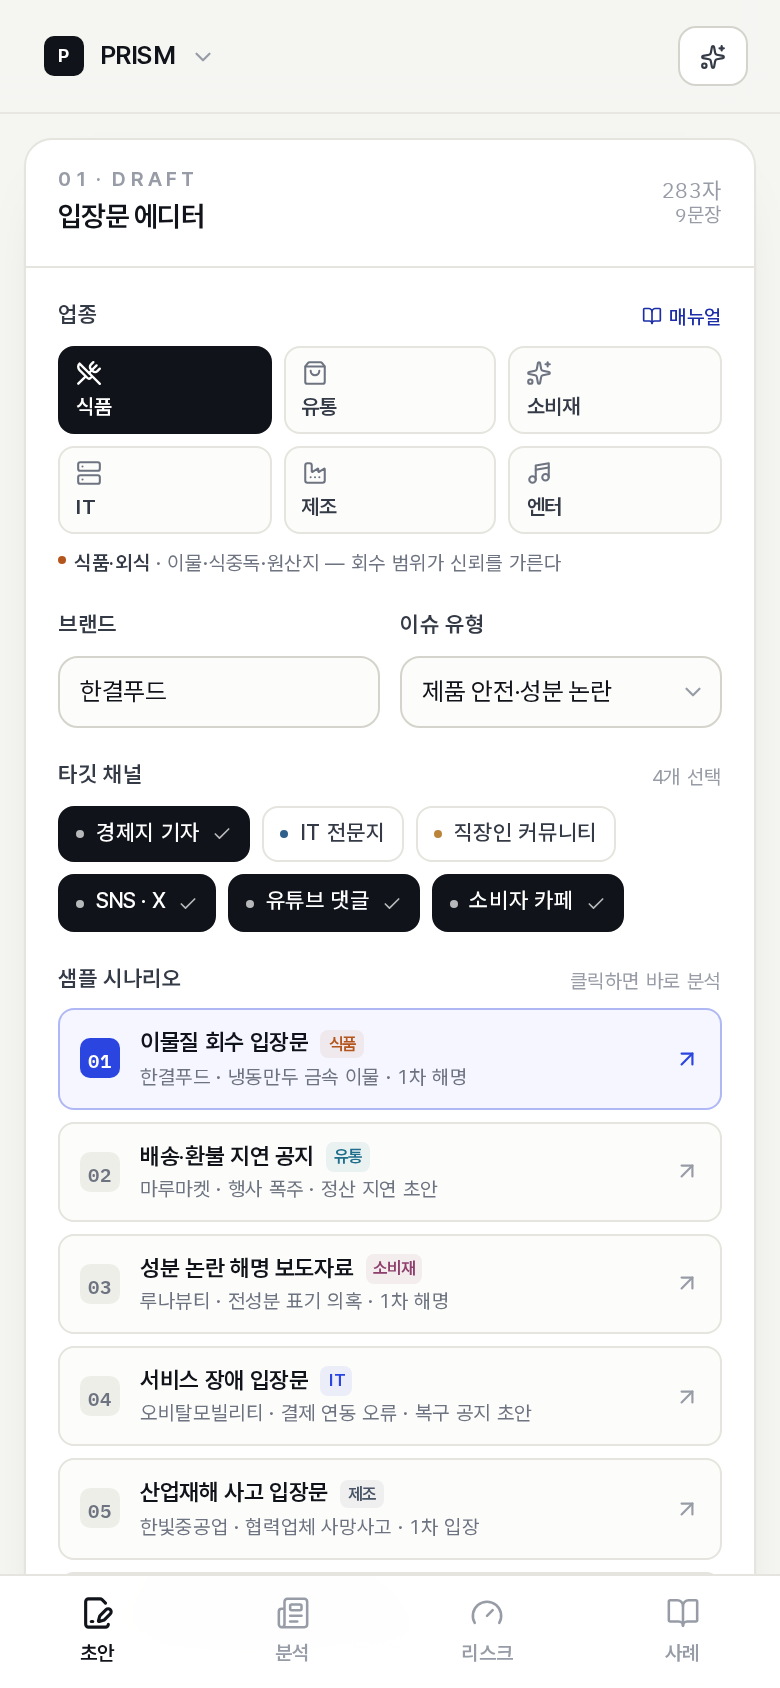 P PRISM
01 · DRAFT
입장문 에디터
283자
9문장
업종
매뉴얼
식품
유통
소비재
IT
제조
엔터
식품·외식 · 이물·식중독·원산지 — 회수 범위가 신뢰를 가른다
브랜드
이슈 유형
한결푸드
제품 안전·성분 논란
타깃 채널
4개 선택
경제지 기자
IT 전문지
직장인 커뮤니티
SNS · X
유튜브 댓글
소비자 카페
샘플 시나리오
클릭하면 바로 분석
01
이물질 회수 입장문 식품
한결푸드 · 냉동만두 금속 이물 · 1차 해명
02
배송·환불 지연 공지 유통
마루마켓 · 행사 폭주 · 정산 지연 초안
03
성분 논란 해명 보도자료 소비재
루나뷰티 · 전성분 표기 의혹 · 1차 해명
04
서비스 장애 입장문 IT
오비탈모빌리티 · 결제 연동 오류 · 복구 공지 초안
05
산업재해 사고 입장문 제조
한빛중공업 · 협력업체 사망사고 · 1차 입장
초안
분석
리스크
사례